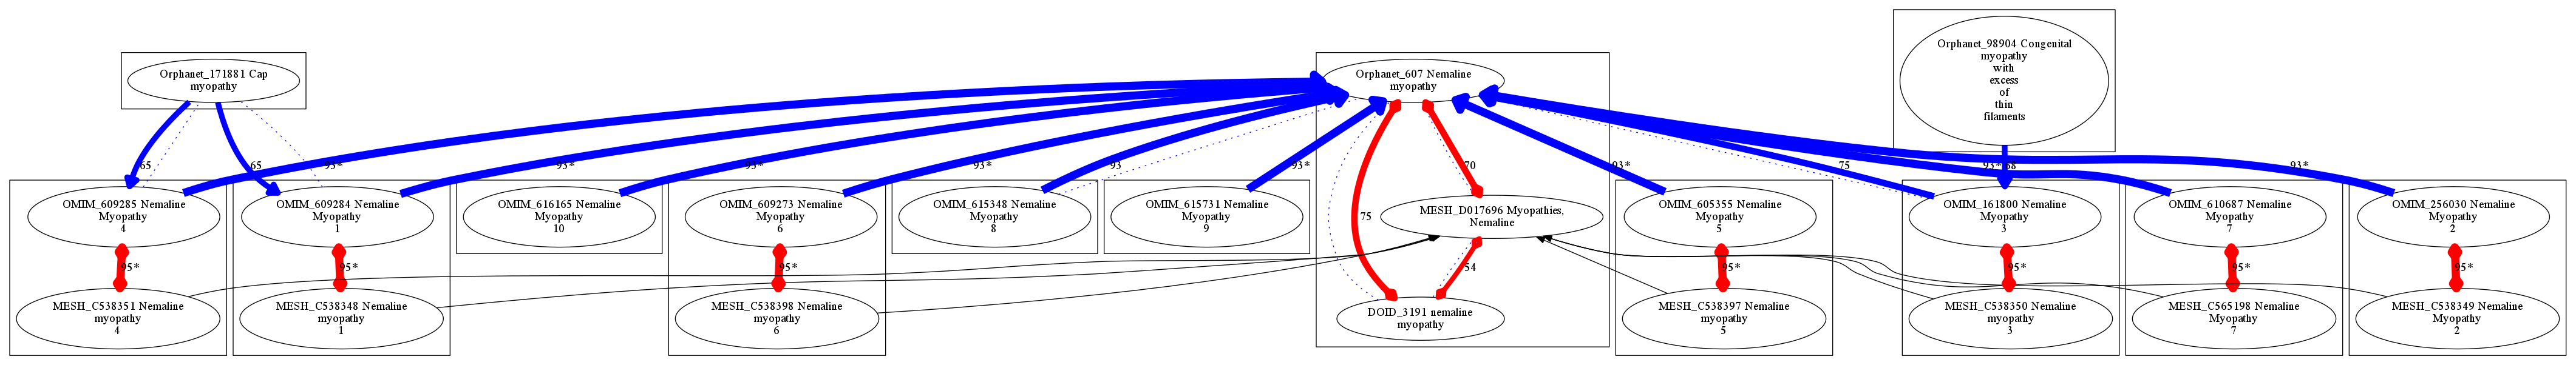 Orphanet_98904 Congenital
myopathy
with
excess
of
thin
filaments
Orphanet_171881 Cap
myopathy
Orphanet_607 Nemaline
myopathy
65
65
93*
93*
93*
93*
93
93*
70
93*
75
93*
68
93*
OMIM_609285 Nemaline
Myopathy
4
OMIM_609284 Nemaline
Myopathy
1
OMIM_616165 Nemaline
Myopathy
10
OMIM_609273 Nemaline
Myopathy
6
OMIM_615348 Nemaline
Myopathy
8
OMIM_615731 Nemaline
Myopathy
9
75
MESH_D017696 Myopathies,
Nemaline
OMIM_605355 Nemaline
Myopathy
5
OMIM_161800 Nemaline
Myopathy
3
OMIM_610687 Nemaline
Myopathy
7
OMIM_256030 Nemaline
Myopathy
2
95*
95*
95*
54
95*
95*
95*
95*
MESH_C538351 Nemaline
myopathy
4
MESH_C538348 Nemaline
myopathy
1
MESH_C538398 Nemaline
myopathy
6
DOID_3191 nemaline
myopathy
MESH_C538397 Nemaline
myopathy
5
MESH_C538350 Nemaline
myopathy
3
MESH_C565198 Nemaline
Myopathy
7
MESH_C538349 Nemaline
Myopathy
2